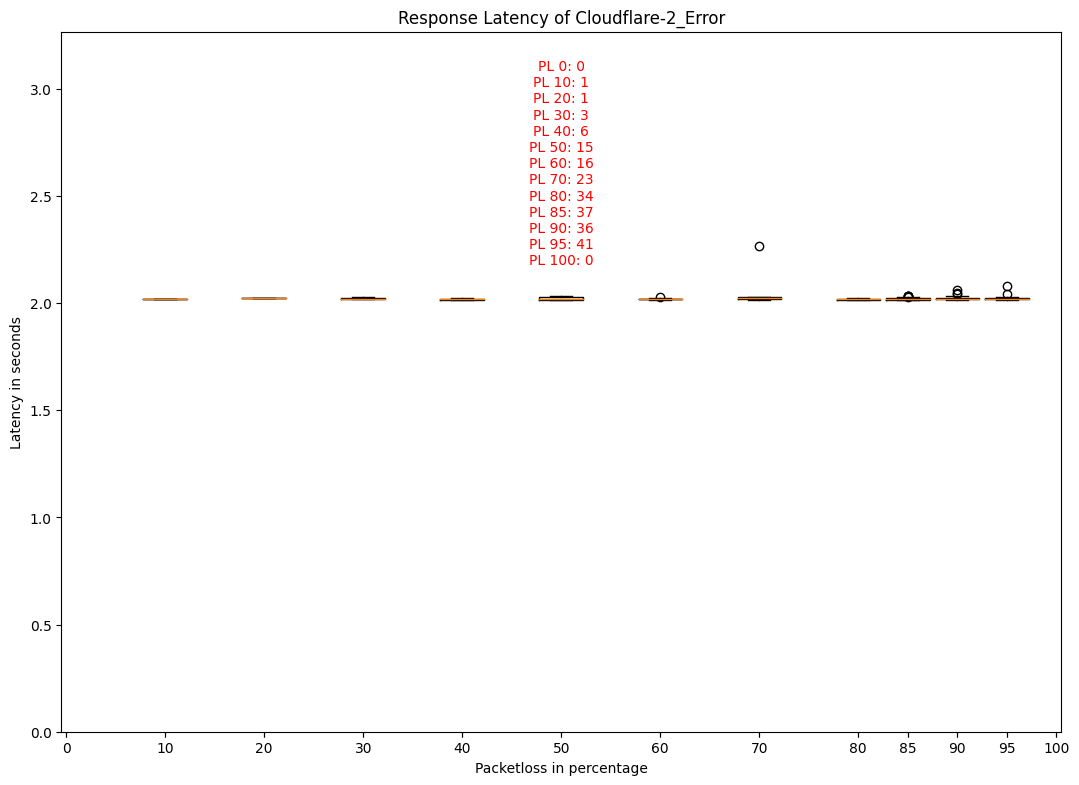 Response Latency of Cloudflare-2_Error
PL 0: 0
PL 10: 1
PL 20: 1
PL 30: 3
PL 40: 6
PL 50: 15
PL 60: 16
PL 70: 23
PL 80: 34
PL 85: 37
PL 90: 36
PL 95: 41
PL 100: 0
Latency in seconds
3.0
2.5
2.0
1.5
1.0
0.5
0.0
0 10 20 30 40 50 60 70 80 85 90 95 100
Packetloss in percentage